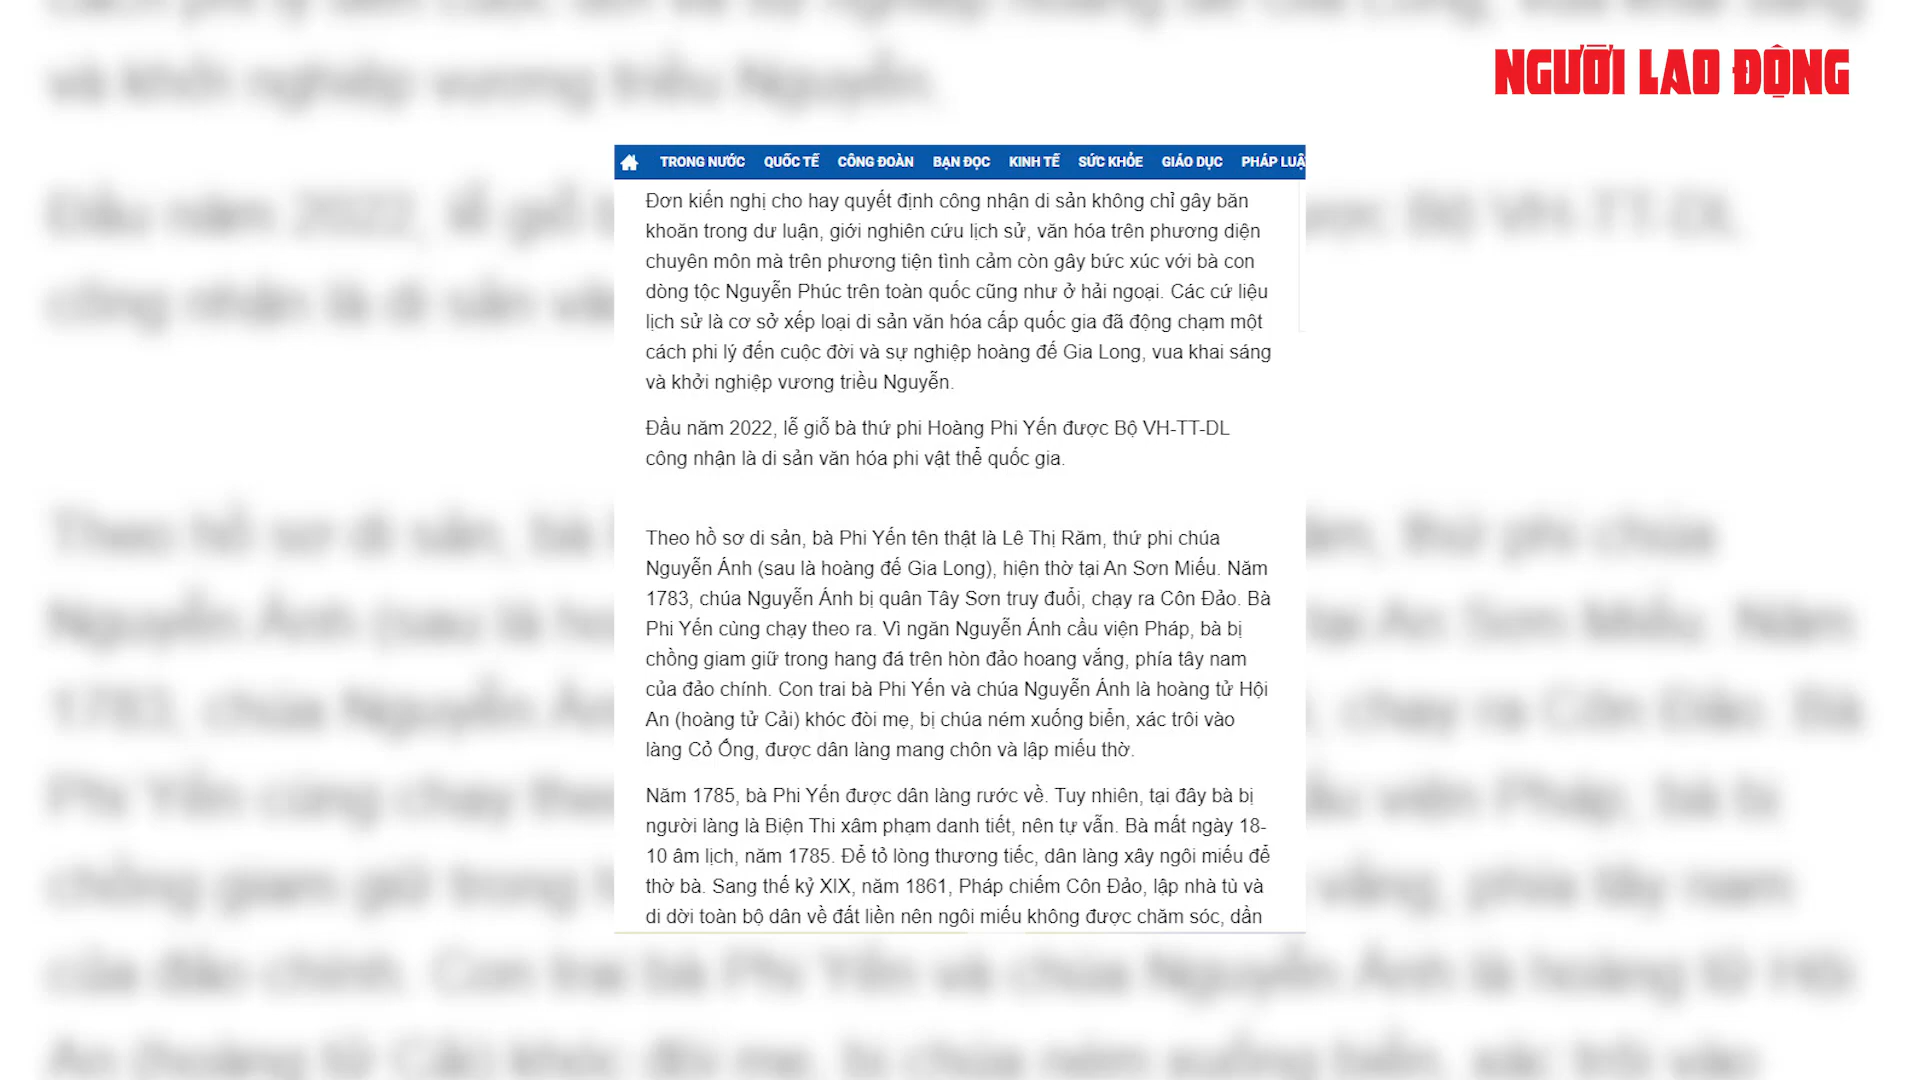 NGƯỜI LAO ĐỘNG
TRONG NƯỚC QUỐC TẾ CÔNG ĐOÀN BẠN ĐỌC KINH TẾ SỨC KHỎE GIÁO DỤC PHÁP LUẬ
Đơn kiến nghị cho hay quyết định công nhận di sản không chỉ gây băn
khoăn trong dư luận, giới nghiên cứu lịch sử, văn hóa trên phương diện
chuyên môn mà trên phương tiện tình cảm còn gây bức xúc với bà con
dòng tộc Nguyễn Phúc trên toàn quốc cũng như ở hải ngoại. Các cứ liệu
lịch sử là cơ sở xếp loại di sản văn hóa cấp quốc gia đã động chạm một
cách phi lý đến cuộc đời và sự nghiệp hoàng đế Gia Long, vua khai sáng
và khởi nghiệp vương triều Nguyễn.
Đầu năm 2022, lễ giỗ bà thứ phi Hoàng Phi Yến được Bộ VH-TT-DL
công nhận là di sản văn hóa phi vật thể quốc gia.
Theo hồ sơ di sản, bà Phi Yến tên thật là Lê Thị Răm, thứ phi chúa
Nguyễn Ánh (sau là hoàng đế Gia Long), hiện thờ tại An Sơn Miếu. Năm
1783, chúa Nguyễn Ánh bị quân Tây Sơn truy đuổi, chạy ra Côn Đảo. Bà
Phi Yến cùng chạy theo ra. Vì ngăn Nguyễn Ánh cầu viện Pháp, bà bị
chồng giam giữ trong hang đá trên hòn đảo hoang vắng, phía tây nam
của đảo chính. Con trai bà Phi Yến và chúa Nguyễn Ánh là hoàng tử Hội
An (hoàng tử Cải) khóc đòi mẹ, bị chúa ném xuống biển, xác trôi vào
làng Cỏ Ống, được dân làng mang chôn và lập miếu thờ.
Năm 1785, bà Phi Yến được dân làng rước về. Tuy nhiên, tại đây bà bị
người làng là Biện Thi xâm phạm danh tiết, nên tự vẫn. Bà mất ngày 18-
10 âm lịch, năm 1785. Để tỏ lòng thương tiếc, dân làng xây ngôi miếu để
thờ bà. Sang thế kỷ XIX, năm 1861, Pháp chiếm Côn Đảo, lập nhà tù và
di dời toàn bộ dân về đất liền nên ngôi miếu không được chăm sóc, dần